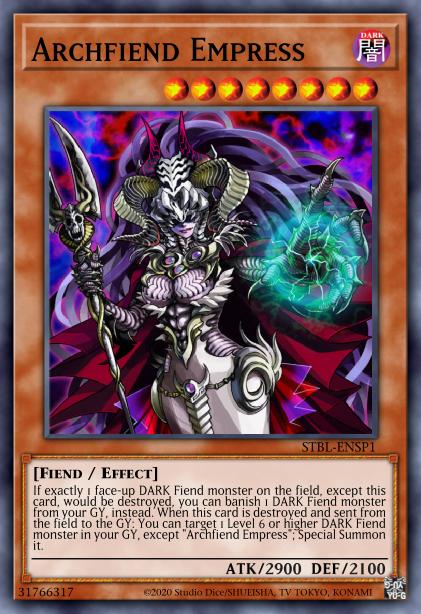 Archfiend Empress
DARK
闇
STBL-ENSP1
[Fiend / Effect]
If exactly 1 face-up DARK Fiend monster on the field, except this
card, would be destroyed, you can banish 1 DARK Fiend monster
from your GY, instead. When this card is destroyed and sent from
the field to the GY: You can target 1 Level 6 or higher DARK Fiend
monster in your GY, except "Archfiend Empress"; Special Summon
it.
ATK/2900 DEF/2100
31766317
©2020 Studio Dice/SHUEISHA, TV TOKYO, KONAMI